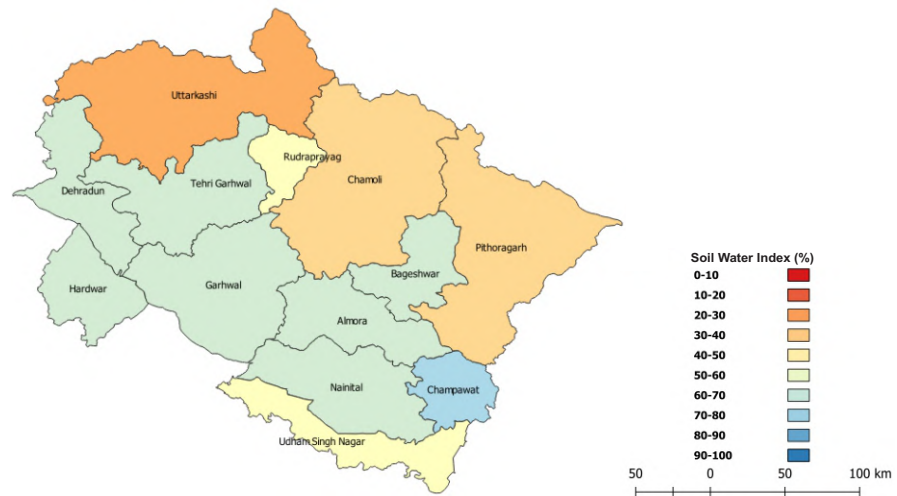 Uttarkashi
Rudraprayag
Chamoli
Dehradun
Tehri Garhwal
Pithoragarh
Hardwar
Garhwal
Bageshwar
Almora
Nainital
Champawat
Udham Singh Nagar
Soil Water Index (%)
0-10
10-20
20-30
30-40
40-50
50-60
60-70
70-80
80-90
90-100
50 0 50 100 km